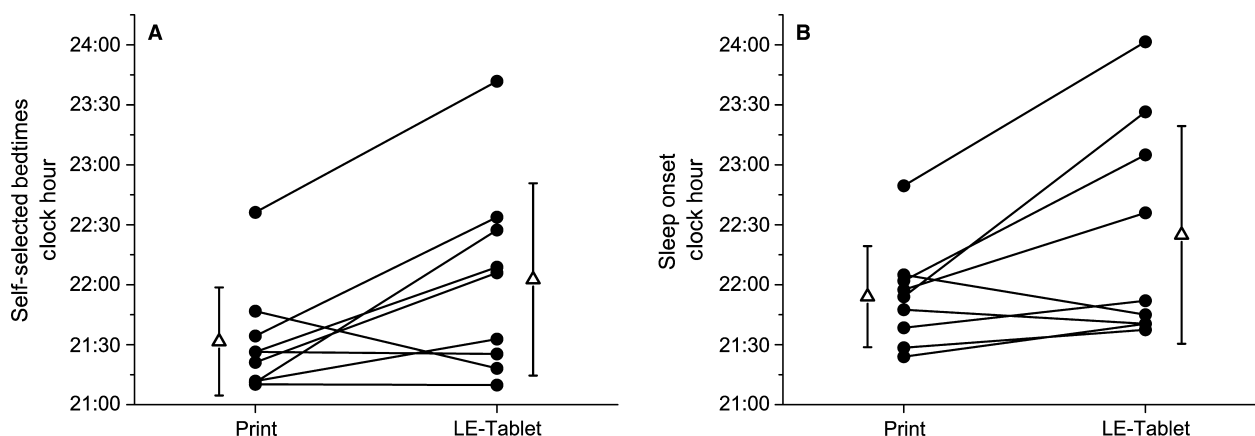 A
Self-selected bedtimes
clock hour
24:00
23:30
23:00
22:30
22:00
21:30
21:00
Print
LE-Tablet
B
Sleep onset
clock hour
24:00
23:30
23:00
22:30
22:00
21:30
21:00
Print
LE-Tablet